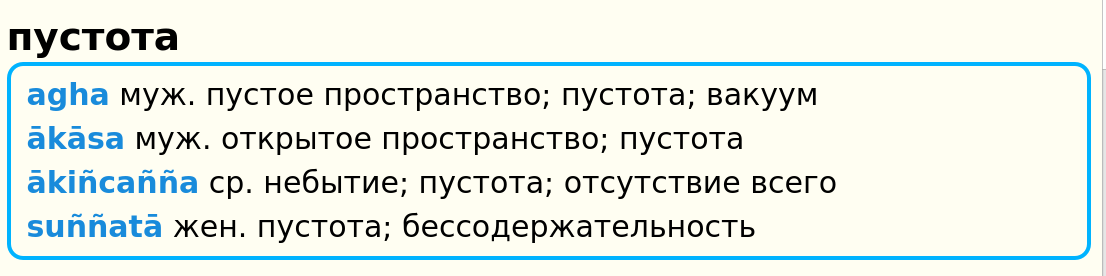 пустота
agha муж. пустое пространство; пустота; вакуум
ākāsa муж. открытое пространство; пустота
ākiñcañña ср. небытие; пустота; отсутствие всего
suññatā жен. пустота; бессодержательность